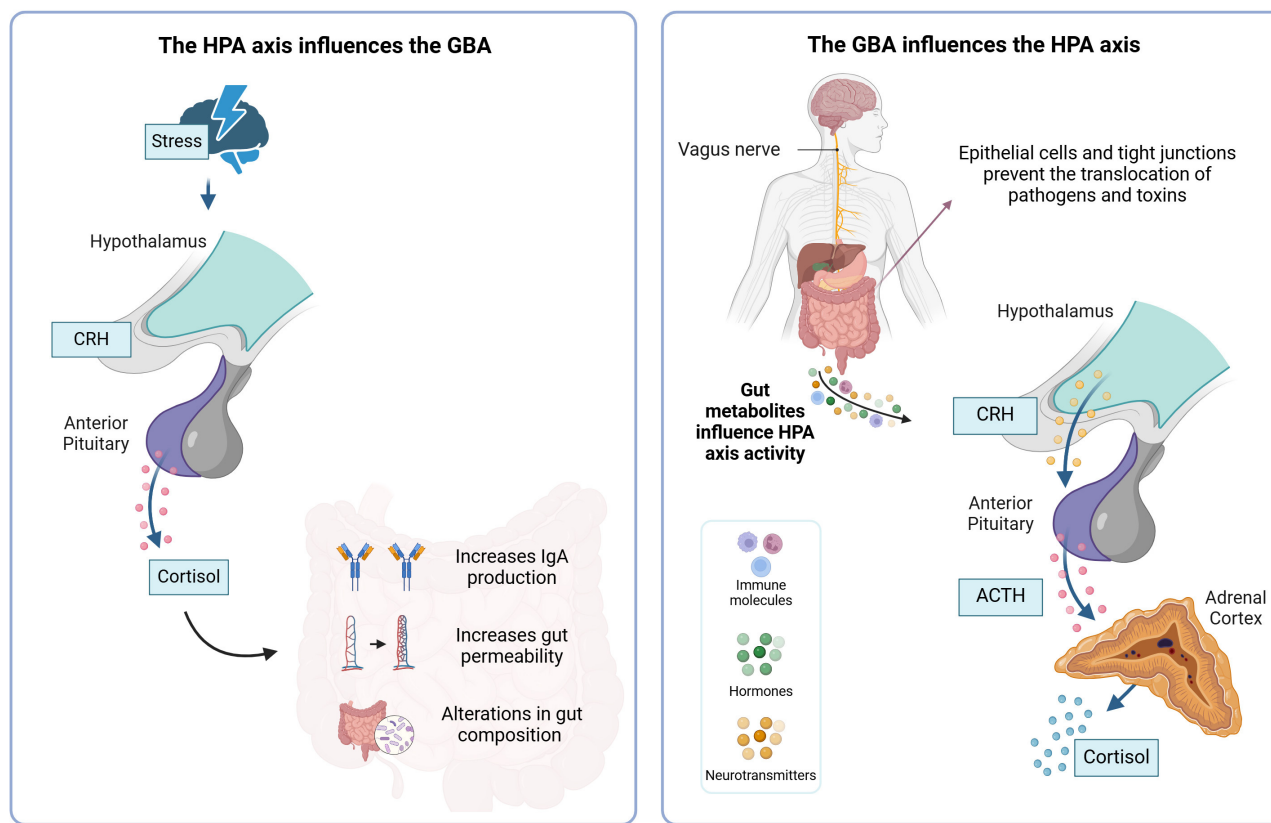 The HPA axis influences the GBA
Stress
Hypothalamus
CRH
Anterior
Pituitary
Cortisol
Increases IgA
production
Increases gut
permeability
Alterations in gut
composition
The GBA influences the HPA axis
Vagus nerve
Epithelial cells and tight junctions
prevent the translocation of
pathogens and toxins
Gut
metabolites
influence HPA
axis activity
Hypothalamus
CRH
Anterior
Pituitary
ACTH
Adrenal
Cortex
Cortisol
Immune
molecules
Hormones
Neurotransmitters